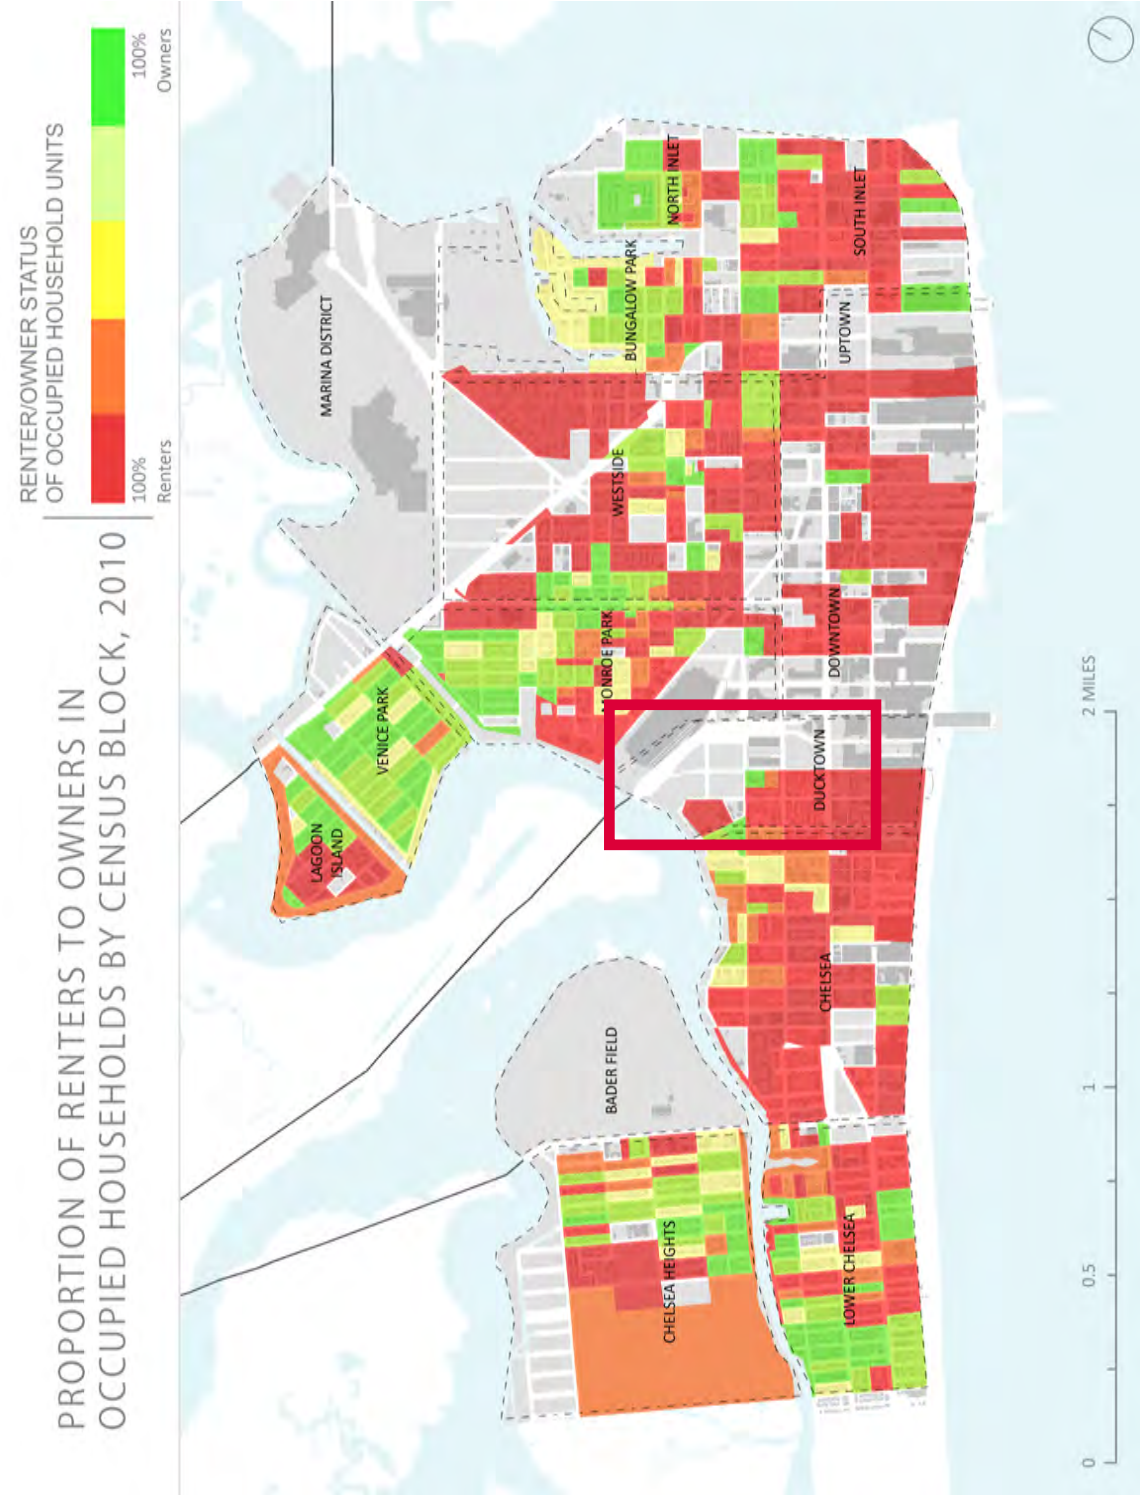 PROPORTION OF RENTERS TO OWNERS IN
OCCUPIED HOUSEHOLDS BY CENSUS BLOCK, 2010
RENTER/OWNER STATUS
OF OCCUPIED HOUSEHOLD UNITS
100%
Renters
100%
Owners
LAGOON
ISLAND
VENICE PARK
MARINA DISTRICT
BADER FIELD
MONROE PARK
WESTSIDE
BUNGALOW PARK
NORTH INLET
CHELSEA HEIGHTS
LOWER CHELSEA
CHELSEA
DUCKTOWN
DOWNTOWN
UPTOWN
SOUTH INLET
0
0.5
1
2 MILES